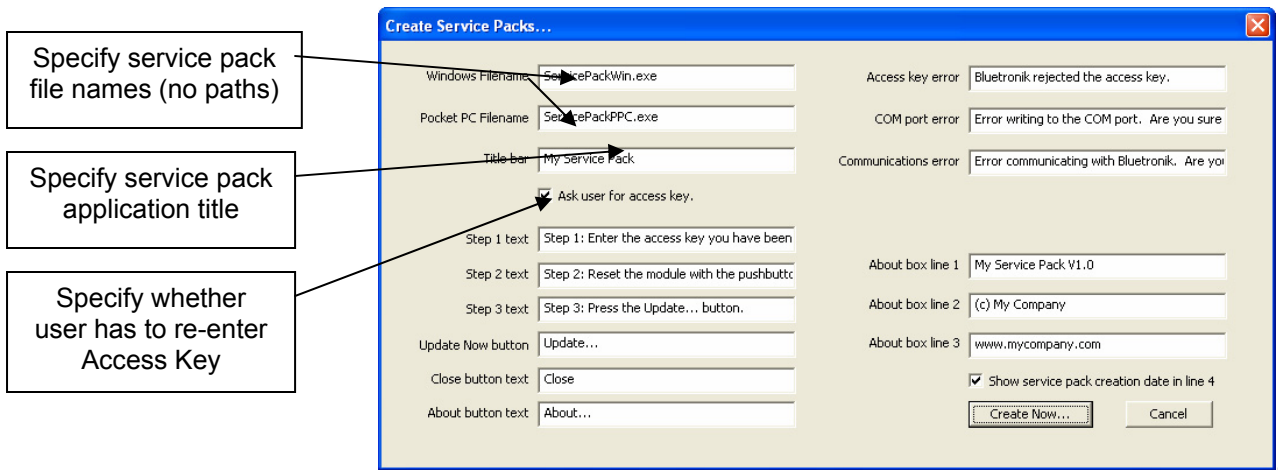 Specify service pack
file names (no paths)
Specify service pack
application title
Specify whether
user has to re-enter
Access Key
Create Service Packs...
Windows Filename ServicePackWin.exe
Pocket PC Filename ServicePackPPC.exe
Title bar My Service Pack
Ask user for access key.
Step 1 text Step 1: Enter the access key you have been
Step 2 text Step 2: Reset the module with the pushbutto
Step 3 text Step 3: Press the Update... button.
Update Now button Update...
Close button text Close
About button text About...
Access key error Bluetronik rejected the access key.
COM port error Error writing to the COM port. Are you sure
Communications error Error communicating with Bluetronik. Are you
About box line 1 My Service Pack V1.0
About box line 2 (c) My Company
About box line 3 www.mycompany.com
Show service pack creation date in line 4
Create Now... Cancel